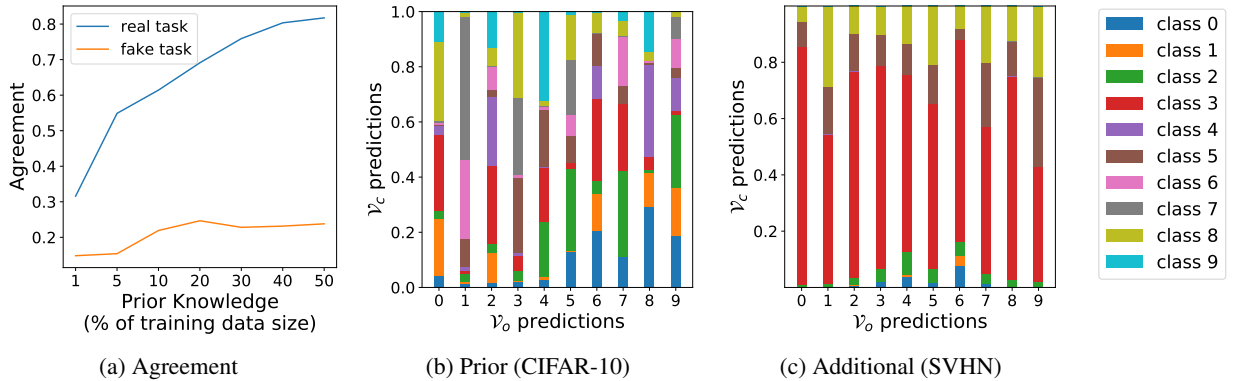 real task
fake task
0.8
0.7
0.6
0.5
0.4
0.3
0.2
Agreement
1 5 10 20 30 40 50
Prior Knowledge
(% of training data size)
(a) Agreement
1.0
0.8
0.6
0.4
0.2
0.0
𝒱c predictions
0 1 2 3 4 5 6 7 8 9
𝒱o predictions
(b) Prior (CIFAR-10)
0.8
0.6
0.4
0.2
𝒱c predictions
0 1 2 3 4 5 6 7 8 9
𝒱o predictions
(c) Additional (SVHN)
class 0
class 1
class 2
class 3
class 4
class 5
class 6
class 7
class 8
class 9